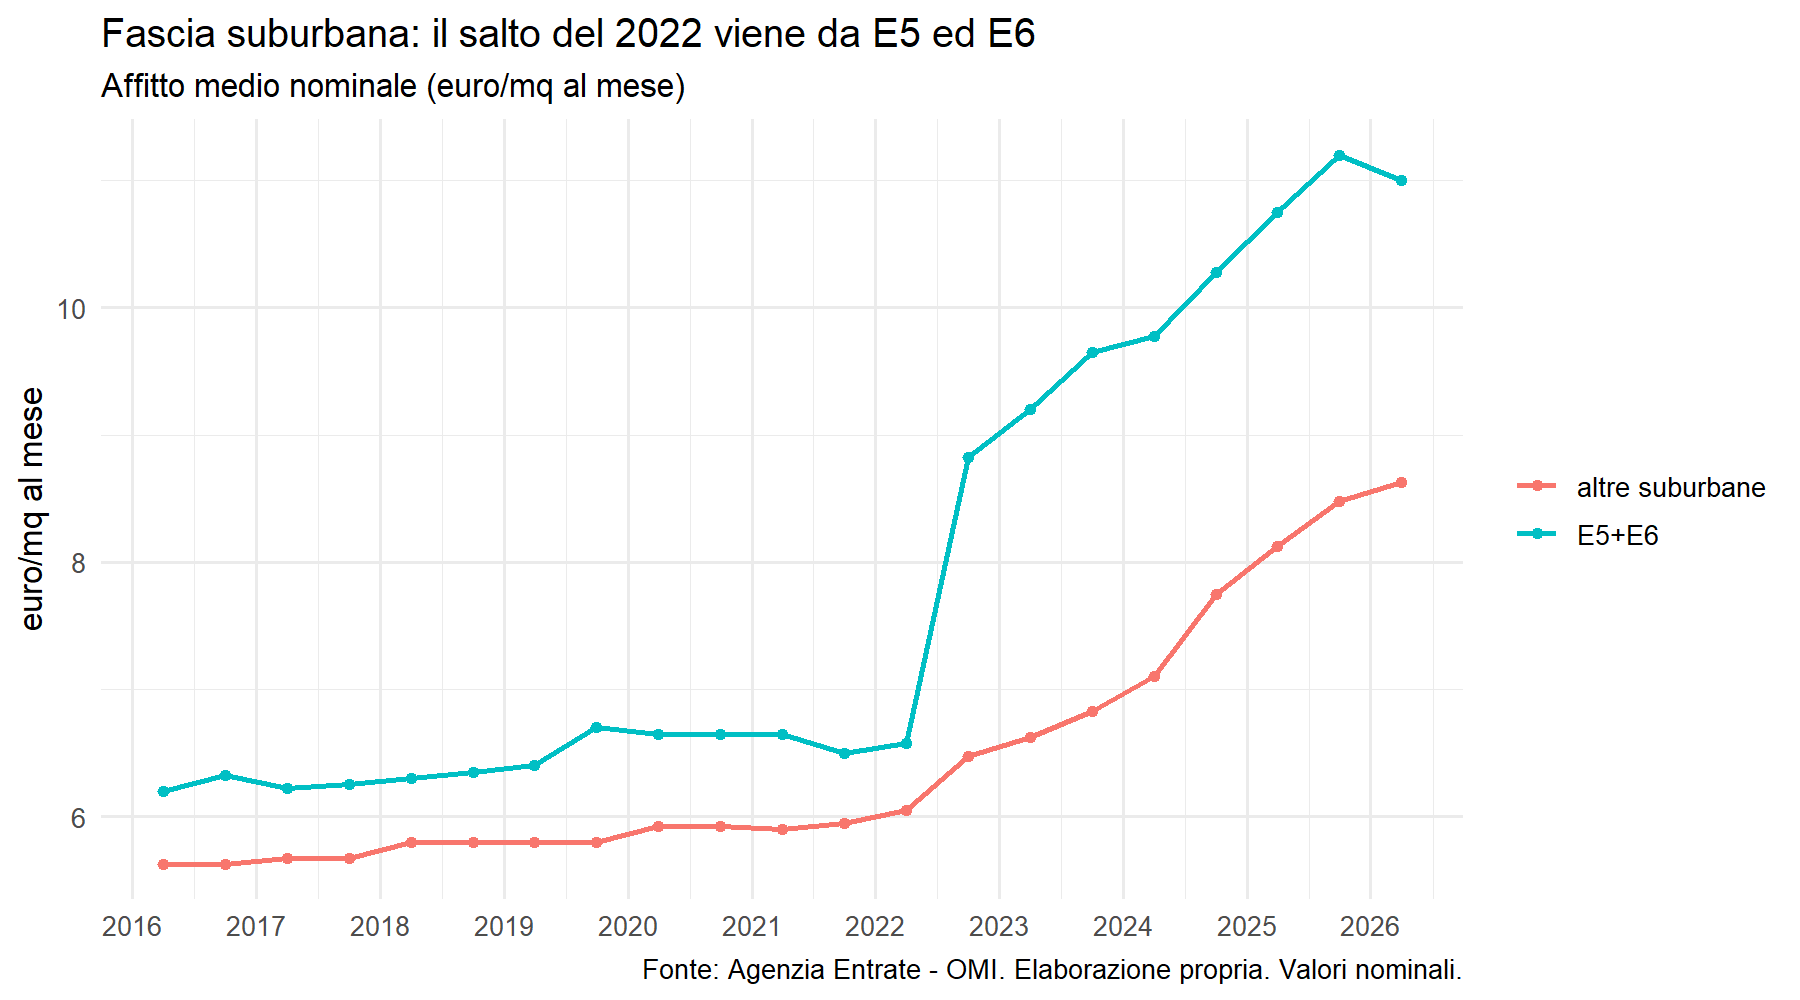 Fascia suburbana: il salto del 2022 viene da E5 ed E6
Affitto medio nominale (euro/mq al mese)
euro/mq al mese
10
8
6
2016 2017 2018 2019 2020 2021 2022 2023 2024 2025 2026
altre suburbane
E5+E6
Fonte: Agenzia Entrate - OMI. Elaborazione propria. Valori nominali.